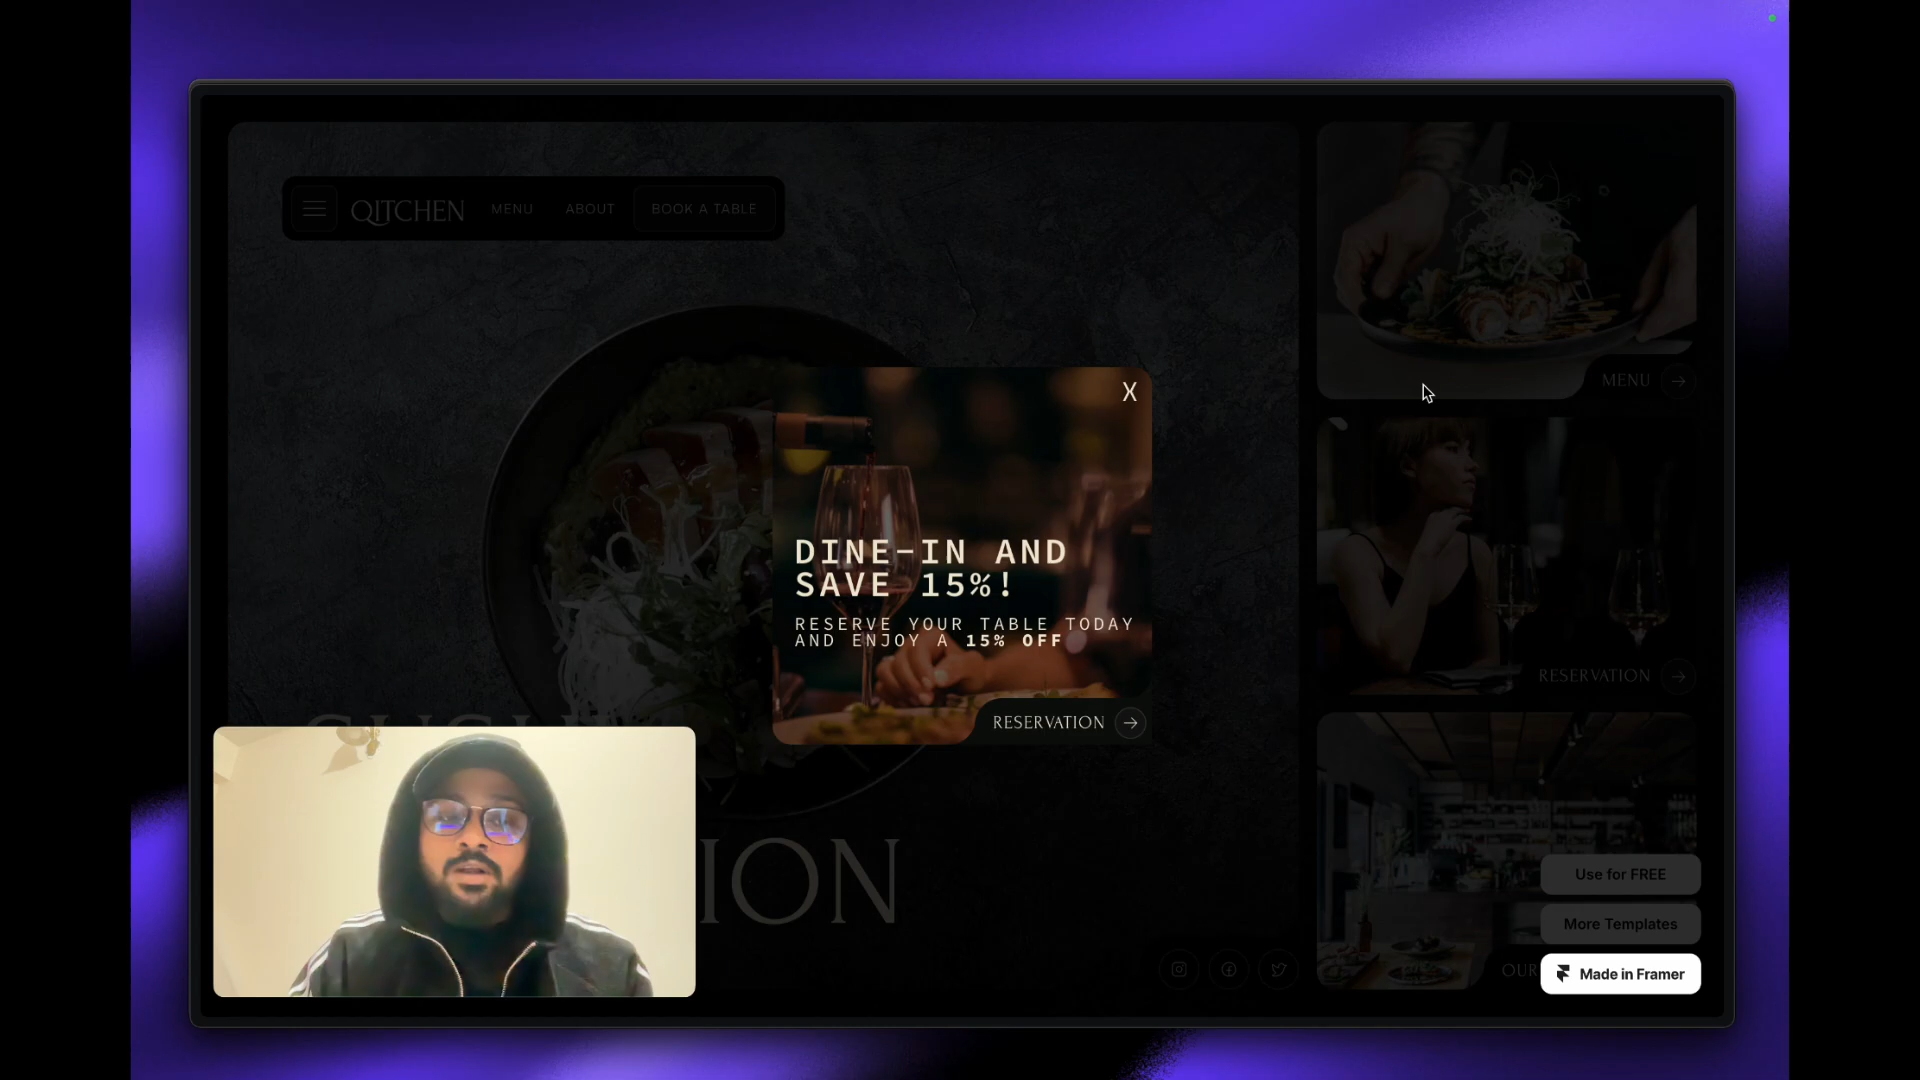 QITCHEN
MENU
ABOUT
BOOK A TABLE
X
DINE-IN AND
SAVE 15%!
RESERVE YOUR TABLE TODAY
AND ENJOY A 15% OFF
RESERVATION
ION
MENU
RESERVATION
OUR
Use for FREE
More Templates
Made in Framer